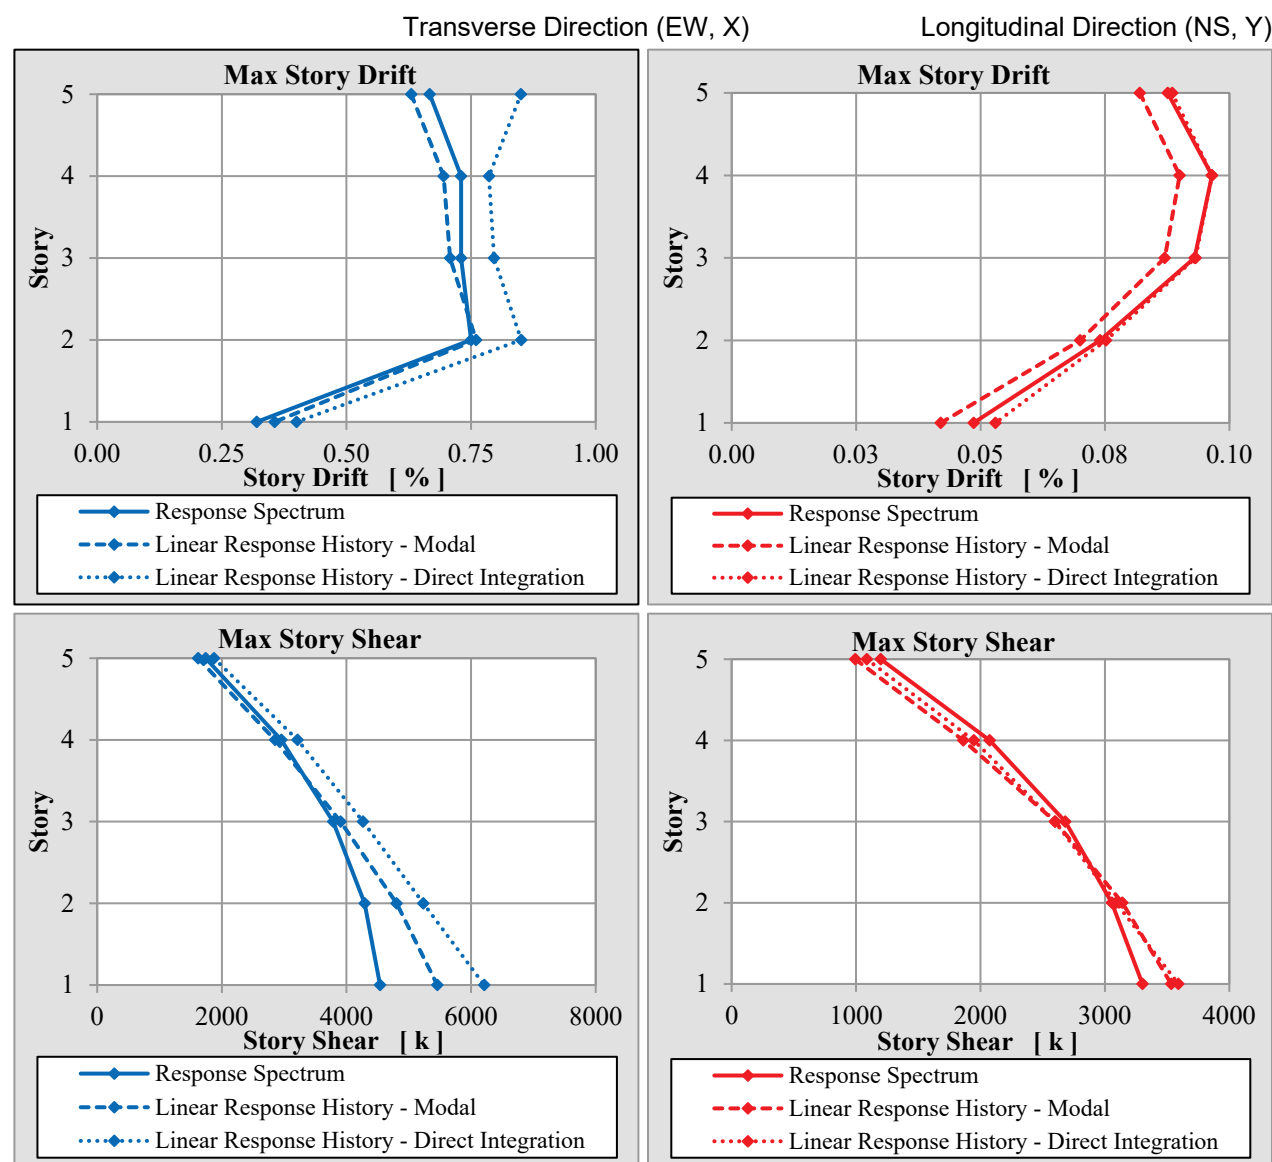 Transverse Direction (EW, X)
Longitudinal Direction (NS, Y)
Max Story Drift
5
4
3
2
1
Story
0.00 0.25 0.50 0.75 1.00
Story Drift [ % ]
Response Spectrum
Linear Response History - Modal
Linear Response History - Direct Integration
Max Story Drift
5
4
3
2
1
Story
0.00 0.03 0.05 0.08 0.10
Story Drift [ % ]
Response Spectrum
Linear Response History - Modal
Linear Response History - Direct Integration
Max Story Shear
5
4
3
2
1
Story
0 2000 4000 6000 8000
Story Shear [ k ]
Response Spectrum
Linear Response History - Modal
Linear Response History - Direct Integration
Max Story Shear
5
4
3
2
1
Story
0 1000 2000 3000 4000
Story Shear [ k ]
Response Spectrum
Linear Response History - Modal
Linear Response History - Direct Integration